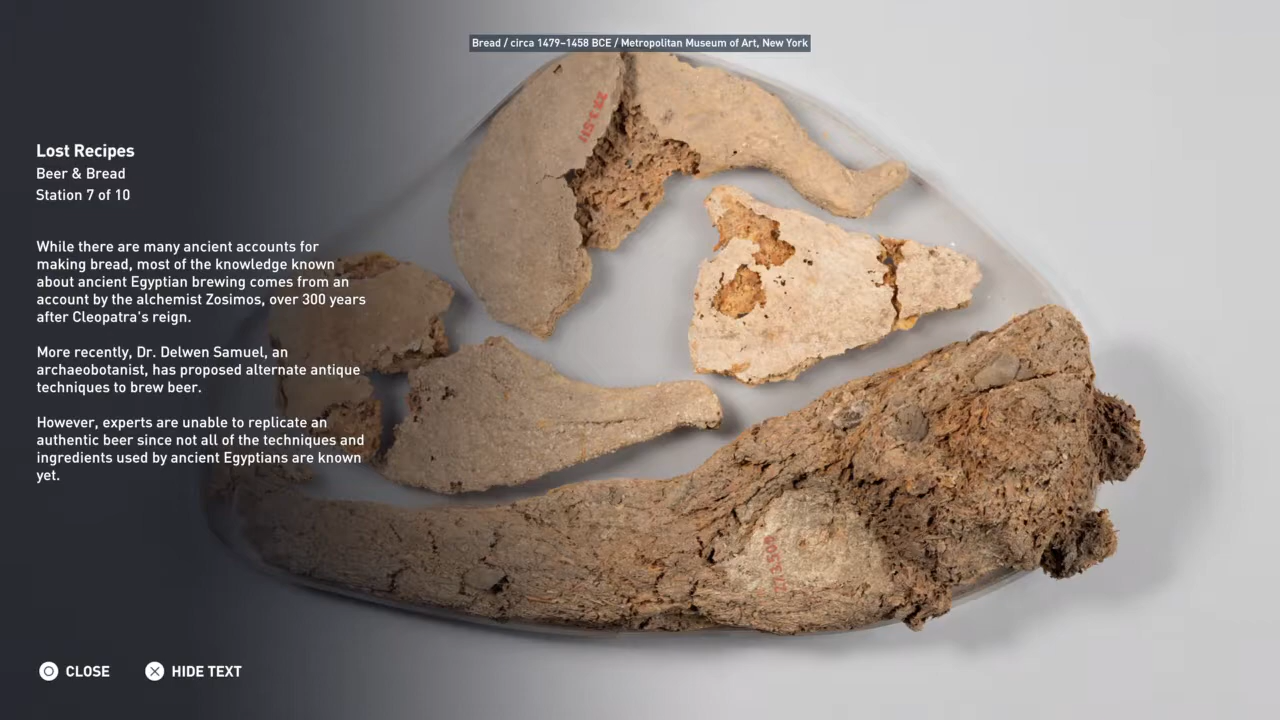 Bread / circa 1479–1458 BCE / Metropolitan Museum of Art, New York
Lost Recipes
Beer & Bread
Station 7 of 10
While there are many ancient accounts for
making bread, most of the knowledge known
about ancient Egyptian brewing comes from an
account by the alchemist Zosimos, over 300 years
after Cleopatra's reign.
More recently, Dr. Delwen Samuel, an
archaeobotanist, has proposed alternate antique
techniques to brew beer.
However, experts are unable to replicate an
authentic beer since not all of the techniques and
ingredients used by ancient Egyptians are known
yet.
CLOSE
HIDE TEXT